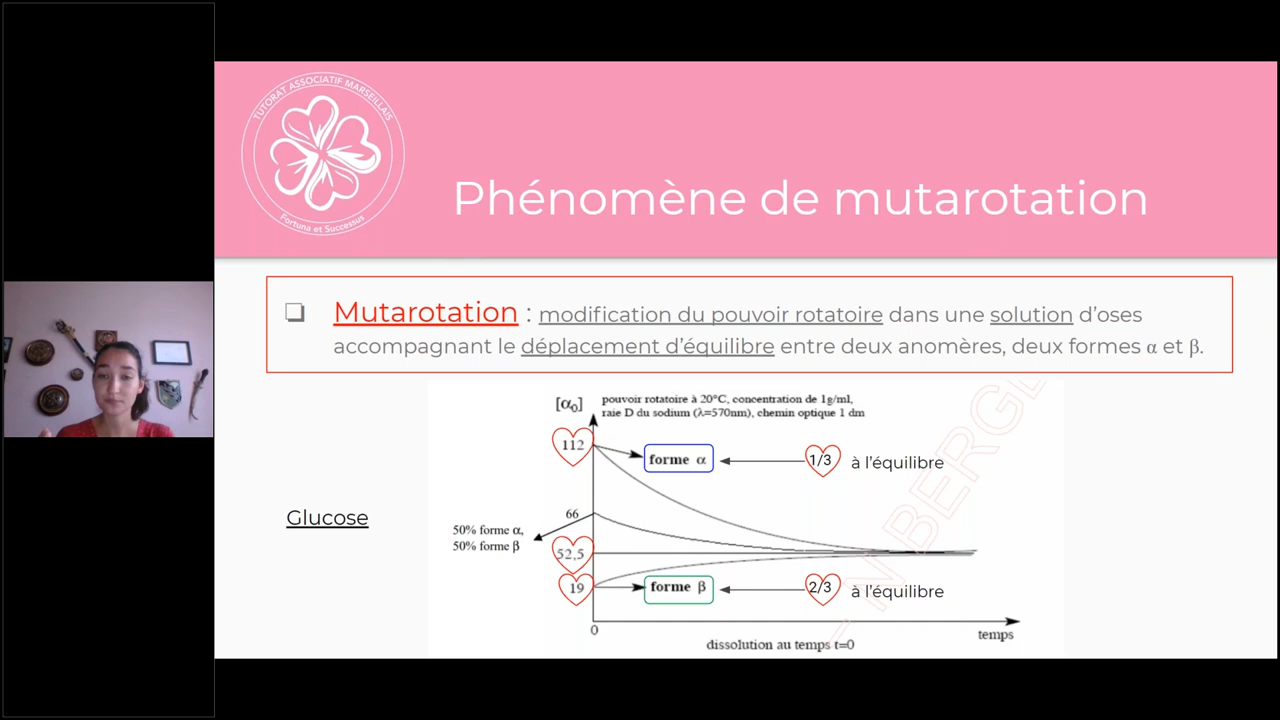 TUTORAT ASSOCIATIF MARSEILLAIS
Fortuna et Successus
Phénomène de mutarotation
❏ Mutarotation : modification du pouvoir rotatoire dans une solution d'oses
accompagnant le déplacement d'équilibre entre deux anomères, deux formes α et β.
[α₀]
pouvoir rotatoire à 20°C, concentration de 1g/ml,
raie D du sodium (λ=570nm), chemin optique 1 dm
112
forme α
1/3
à l'équilibre
Glucose
66
50% forme α,
50% forme β
52,5
19
forme β
2/3
à l'équilibre
0
temps
dissolution au temps t=0